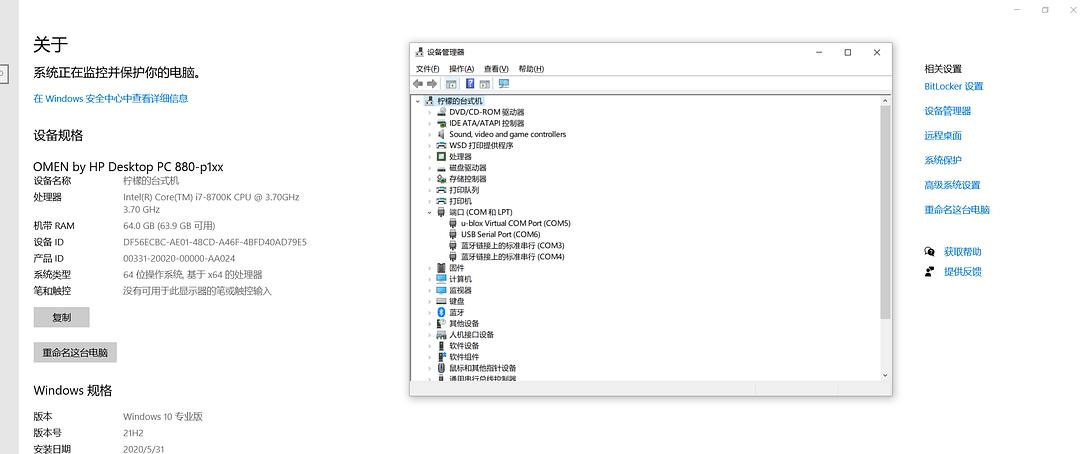 关于
系统正在监控并保护你的电脑。
在 Windows 安全中心中查看详细信息
设备规格
OMEN by HP Desktop PC 880-p1xx
设备名称 柠檬的台式机
处理器 Intel(R) Core(TM) i7-8700K CPU @ 3.70GHz
3.70 GHz
机带 RAM 64.0 GB (63.9 GB 可用)
设备 ID DF56ECBC-AE01-48CD-A46F-4BFD40AD79E5
产品 ID 00331-20020-00000-AA024
系统类型 64 位操作系统, 基于 x64 的处理器
笔和触控 没有可用于此显示器的笔或触控输入
复制
重命名这台电脑
Windows 规格
版本 Windows 10 专业版
版本号 21H2
安装日期 2020/5/31
设备管理器
文件(F) 操作(A) 查看(V) 帮助(H)
柠檬的台式机
DVD/CD-ROM 驱动器
IDE ATA/ATAPI 控制器
Sound, video and game controllers
WSD 打印提供程序
处理器
磁盘驱动器
存储控制器
打印队列
打印机
端口 (COM 和 LPT)
u-blox Virtual COM Port (COM5)
USB Serial Port (COM6)
蓝牙链接上的标准串行 (COM3)
蓝牙链接上的标准串行 (COM4)
固件
计算机
监视器
键盘
蓝牙
其他设备
人机接口设备
软件设备
软件组件
鼠标和其他指针设备
通用串行总线控制器
相关设置
BitLocker 设置
设备管理器
远程桌面
系统保护
高级系统设置
重命名这台电脑
获取帮助
提供反馈